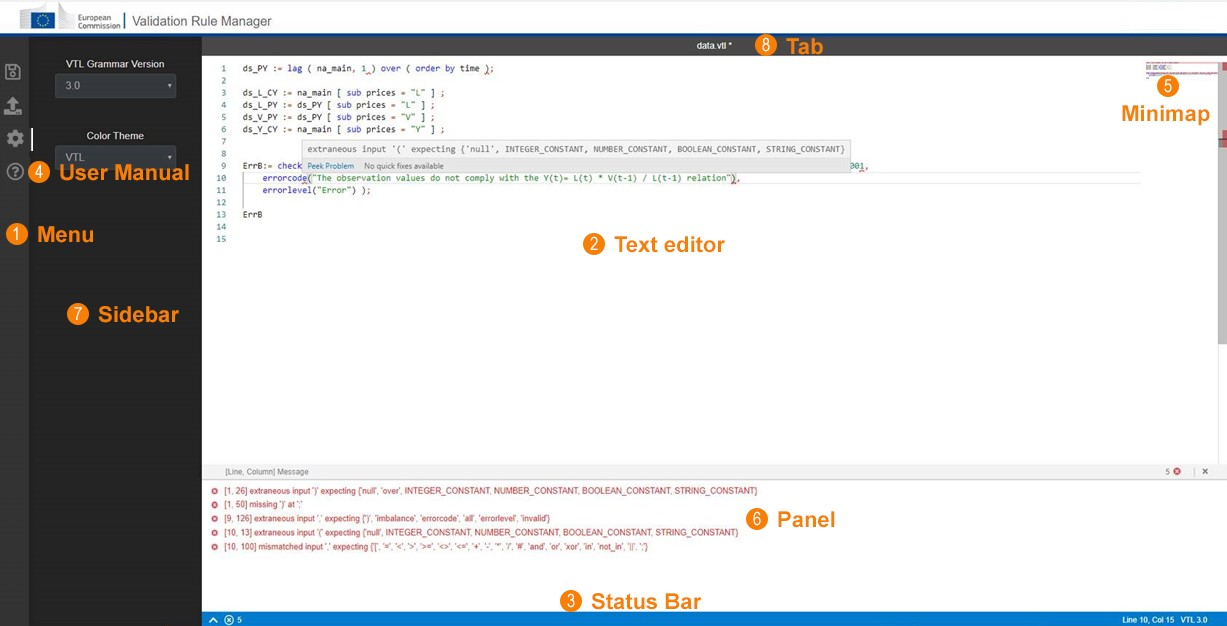 European
Commission
Validation Rule Manager
data.vtl *
8 Tab
VTL Grammar Version
3.0
Color Theme
VTL
4 User Manual
1 Menu
7 Sidebar
1 ds_PY := lag ( na_main, 1 ) over ( order by time );
2
3 ds_L_CY := na_main [ sub prices = "L" ] ;
4 ds_L_PY := ds_PY [ sub prices = "L" ] ;
5 ds_V_PY := ds_PY [ sub prices = "V" ] ;
6 ds_Y_CY := na_main [ sub prices = "Y" ] ;
7
extraneous input '(' expecting {'null', INTEGER_CONSTANT, NUMBER_CONSTANT, BOOLEAN_CONSTANT, STRING_CONSTANT}
8
Peek Problem No quick fixes available
9 ErrB:= check 001,
10 errorcode("The observation values do not comply with the Y(t)= L(t) * V(t-1) / L(t-1) relation"),
11 errorlevel("Error") );
12
13 ErrB
14
15
5
Minimap
2 Text editor
[Line, Column] Message 5
[1, 26] extraneous input ')' expecting {'null', 'over', INTEGER_CONSTANT, NUMBER_CONSTANT, BOOLEAN_CONSTANT, STRING_CONSTANT}
[1, 50] missing ')' at ';'
[9, 126] extraneous input ',' expecting {')', 'imbalance', 'errorcode', 'all', 'errorlevel', 'invalid'}
[10, 13] extraneous input '(' expecting {'null', INTEGER_CONSTANT, NUMBER_CONSTANT, BOOLEAN_CONSTANT, STRING_CONSTANT}
[10, 100] mismatched input ',' expecting {'[', '=', '<', '>', '>=', '<>', '<=', '+', '-', '*', '/', '#', 'and', 'or', 'xor', 'in', 'not_in', '||', ';'}
6 Panel
3 Status Bar
5
Line 10, Col 15 VTL 3.0